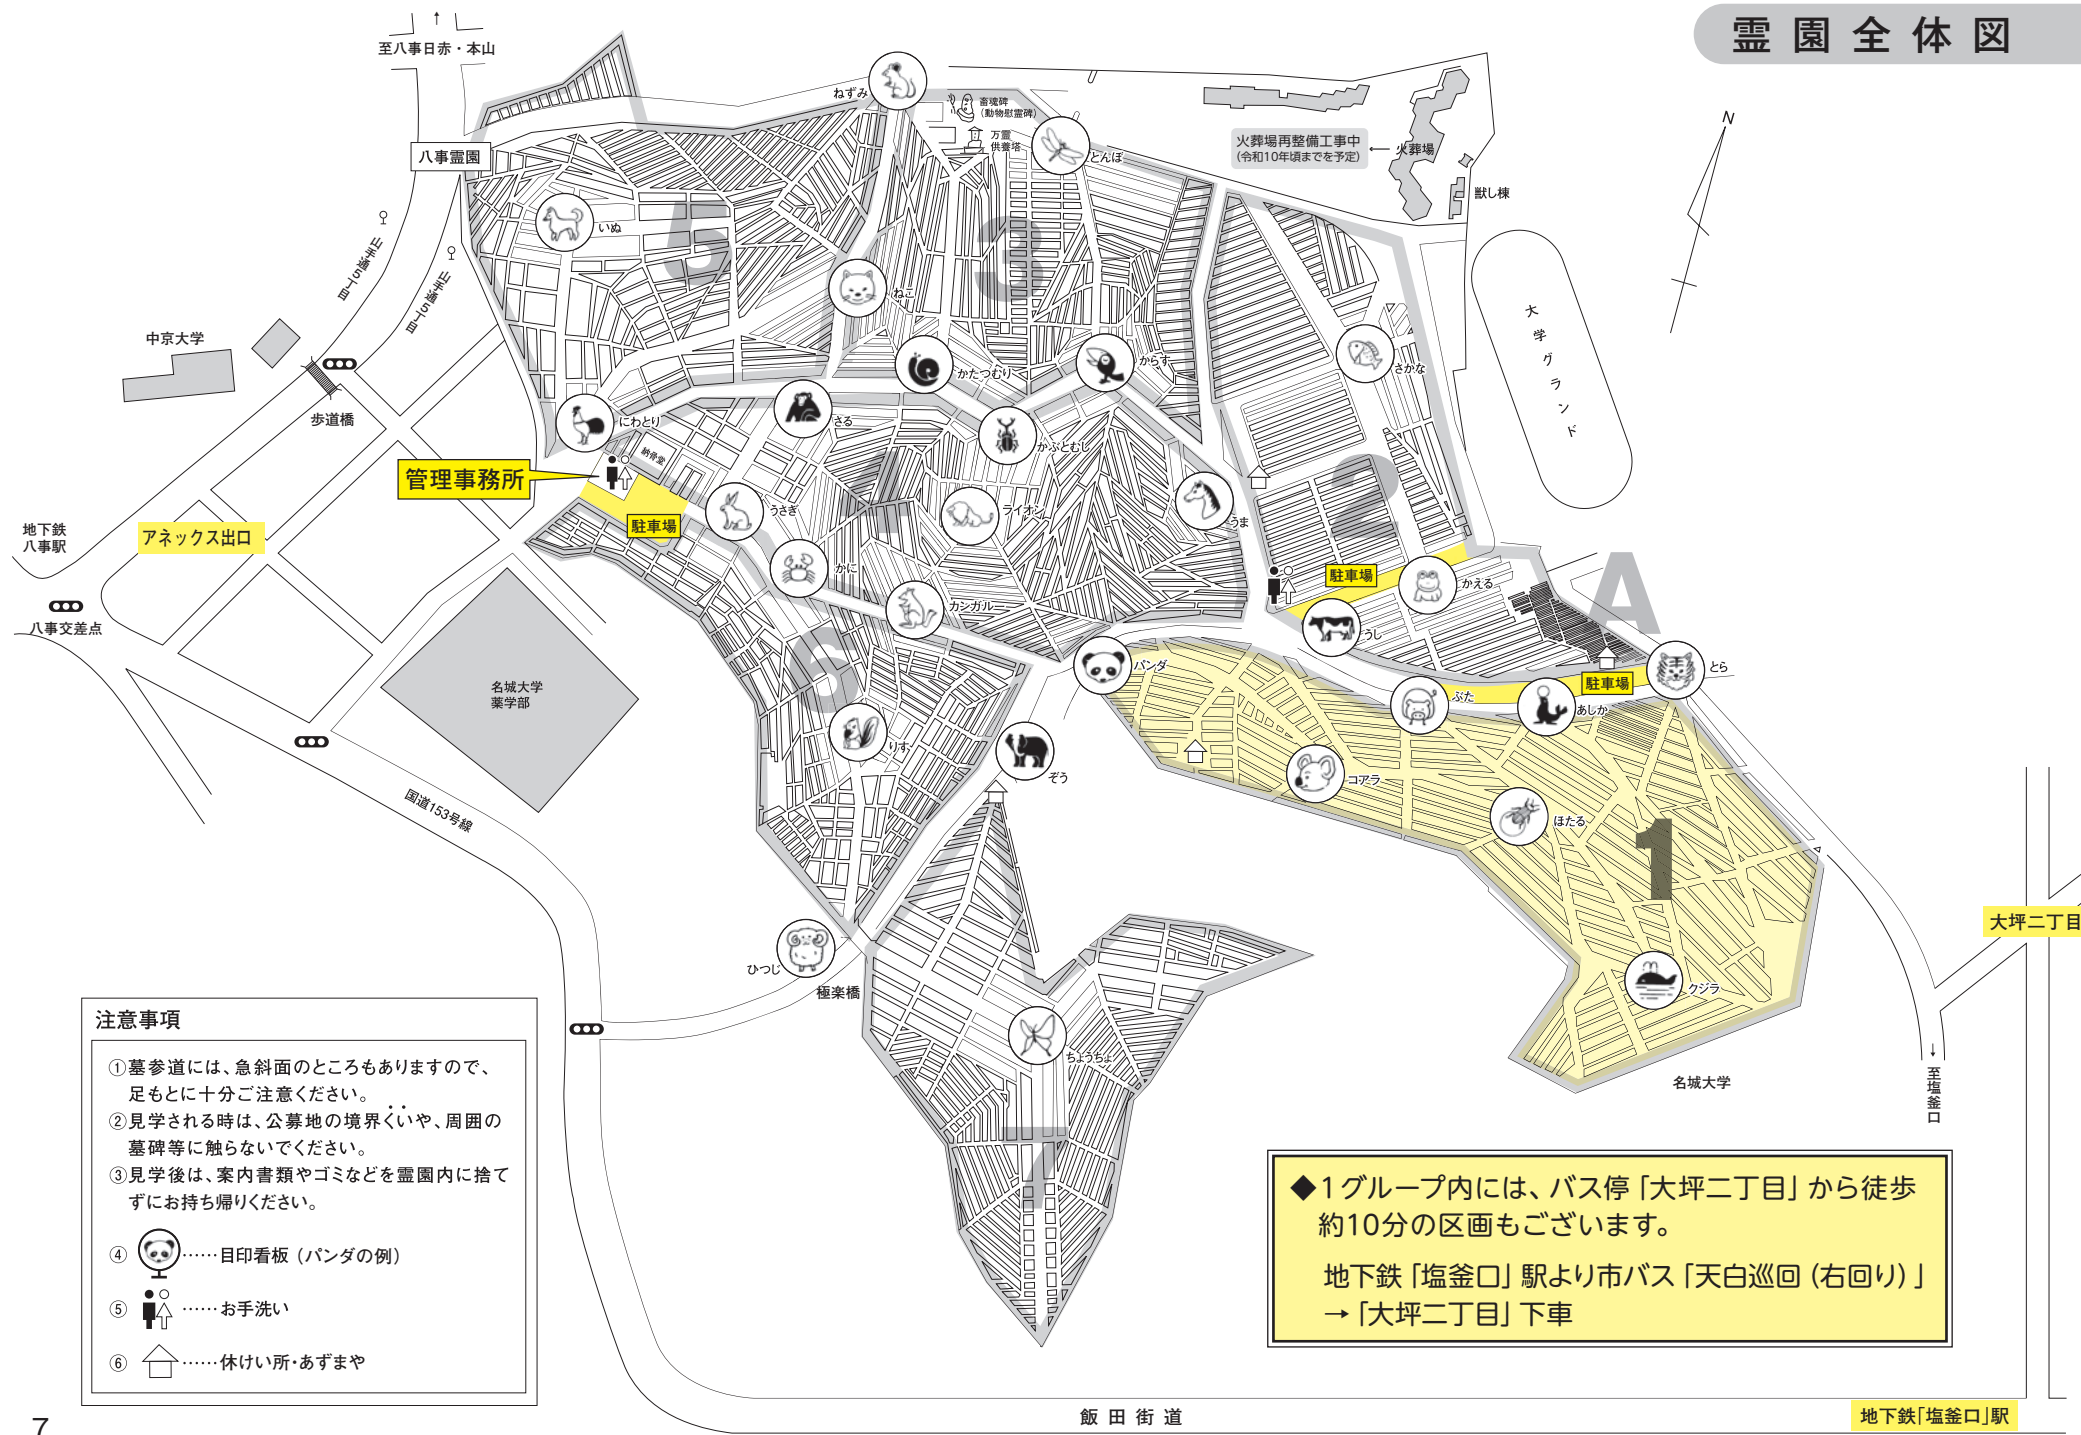 霊園全体図
至八事日赤・本山
八事霊園
ねずみ
畜魂碑
(動物慰霊碑)
万霊
供養塔
とんぼ
火葬場再整備工事中
(令和10年頃までを予定)
火葬場
獣し棟
N
いぬ
5
3
山手通5丁目
山手通5丁目
ねこ
大学グランド
中京大学
歩道橋
かたつむり
からす
さかな
にわとり
さる
かぶとむし
納骨堂
管理事務所
駐車場
うさぎ
ライオン
うま
2
4
地下鉄
八事駅
アネックス出口
八事交差点
かに
カンガルー
駐車場
かえる
うし
A
6
パンダ
とら
駐車場
ぶた
あしか
名城大学
薬学部
りす
ぞう
コアラ
ほたる
1
国道153号線
大坪二丁目
ひつじ
極楽橋
クジラ
ちょうちょ
名城大学
↓至塩釜口
7
注意事項
①墓参道には、急斜面のところもありますので、
足もとに十分ご注意ください。
②見学される時は、公募地の境界くいや、周囲の
墓碑等に触らないでください。
③見学後は、案内書類やゴミなどを霊園内に捨て
ずにお持ち帰りください。
④……目印看板(パンダの例)
⑤……お手洗い
⑥……休けい所・あずまや
◆1グループ内には、バス停「大坪二丁目」から徒歩
約10分の区画もございます。
地下鉄「塩釜口」駅より市バス「天白巡回(右回り)」
→「大坪二丁目」下車
飯田街道
地下鉄「塩釜口」駅
7